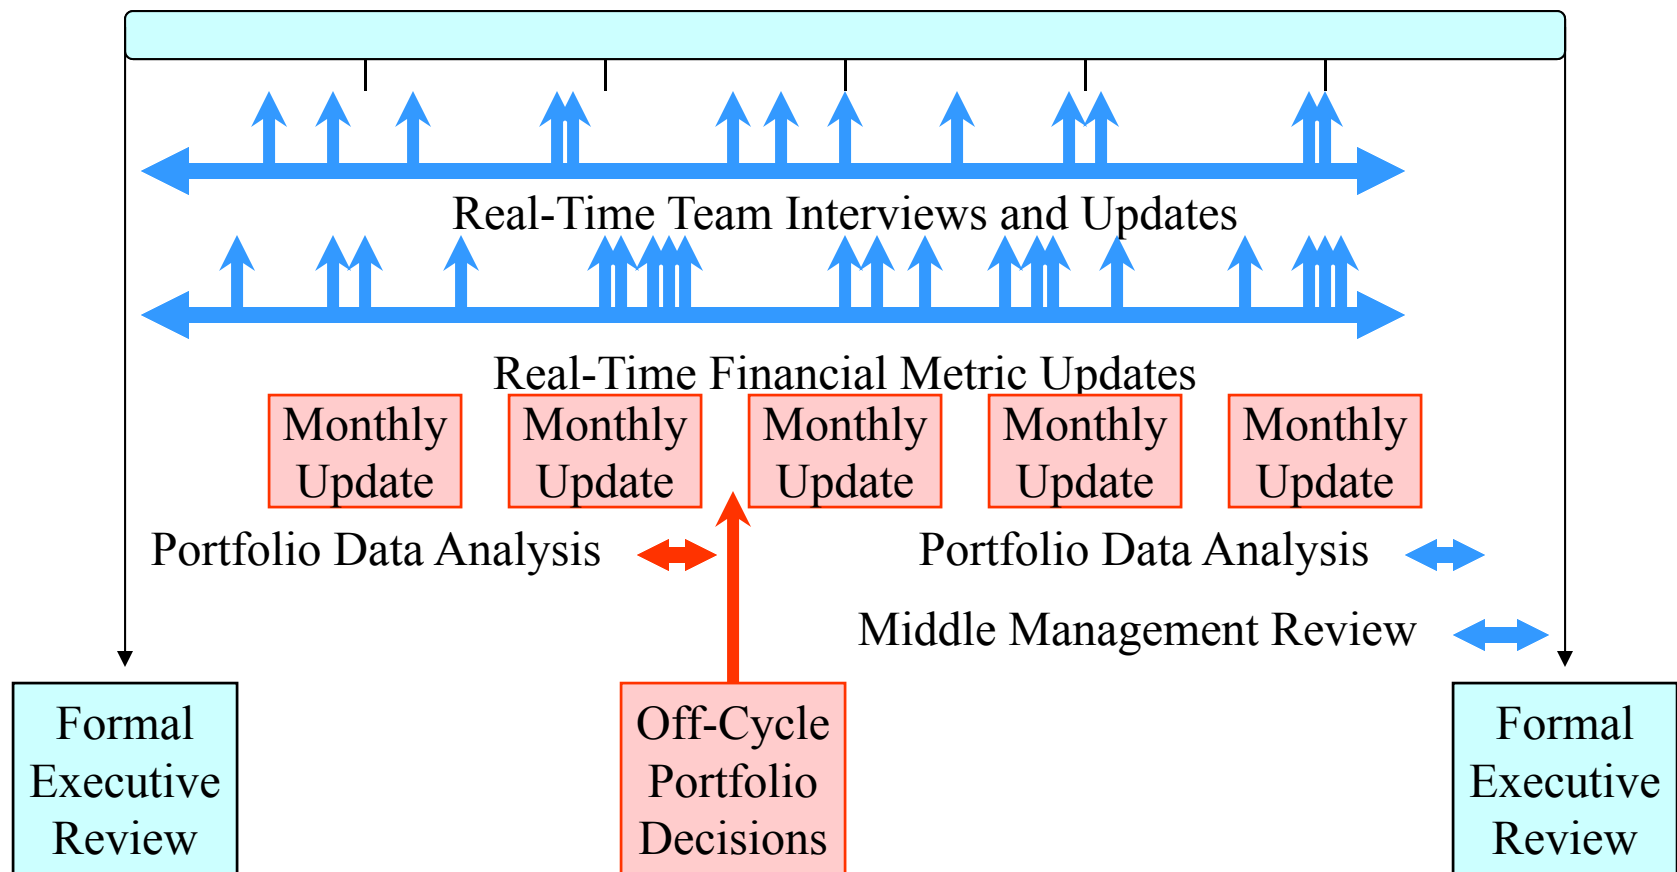 Real-Time Team Interviews and Updates
Real-Time Financial Metric Updates
Monthly
Update
Monthly
Update
Monthly
Update
Monthly
Update
Monthly
Update
Portfolio Data Analysis
Portfolio Data Analysis
Middle Management Review
Formal
Executive
Review
Off-Cycle
Portfolio
Decisions
Formal
Executive
Review